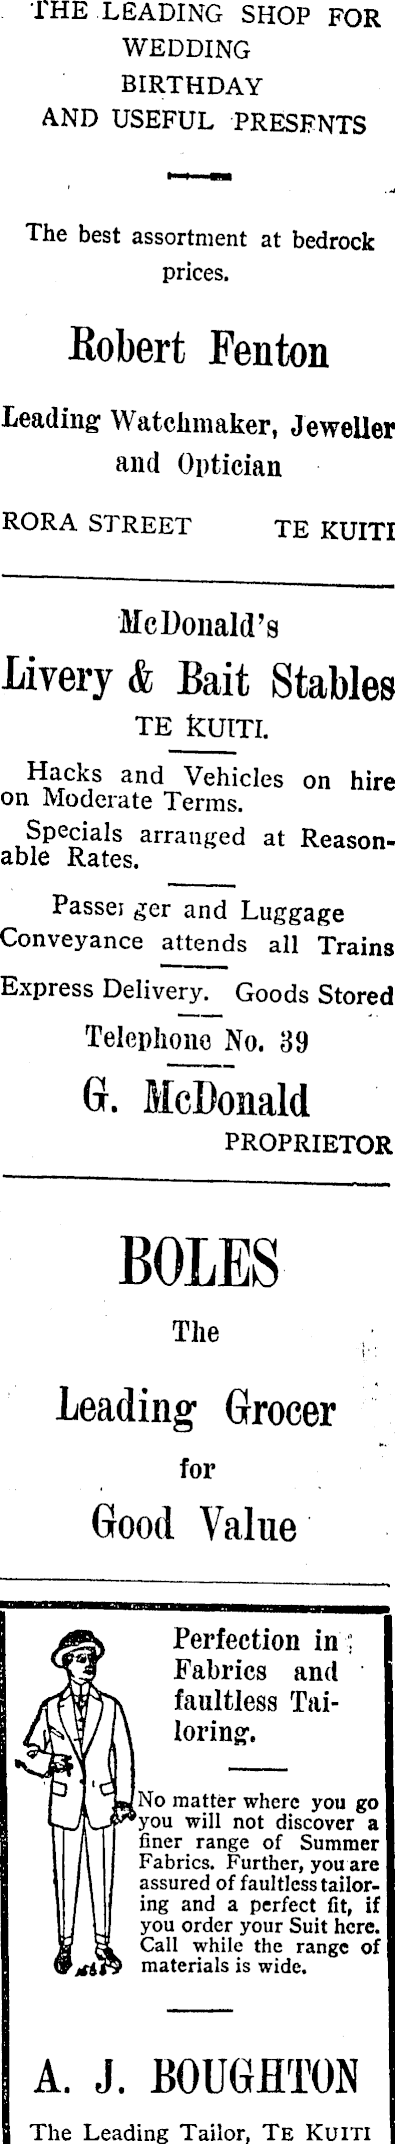 THE LEADING SHOP FOR
WEDDING
BIRTHDAY
AND USEFUL PRESENTS
The best assortment at bedrock
prices.
Robert Fenton
Leading Watchmaker, Jeweller
and Optician
RORA STREET TE KUITI
McDonald's
Livery & Bait Stables
TE KUITI.
Hacks and Vehicles on hire
on Moderate Terms.
Specials arranged at Reason-
able Rates.
Passenger and Luggage
Conveyance attends all Trains
Express Delivery. Goods Stored
Telephone No. 39
G. McDonald
PROPRIETOR
BOLES
The
Leading Grocer
for
Good Value
Perfection in
Fabrics and
faultless Tai-
loring.
No matter where you go
you will not discover a
finer range of Summer
Fabrics. Further, you are
assured of faultless tailor-
ing and a perfect fit, if
you order your Suit here.
Call while the range of
materials is wide.
A. J. BOUGHTON
The Leading Tailor, TE KUITI